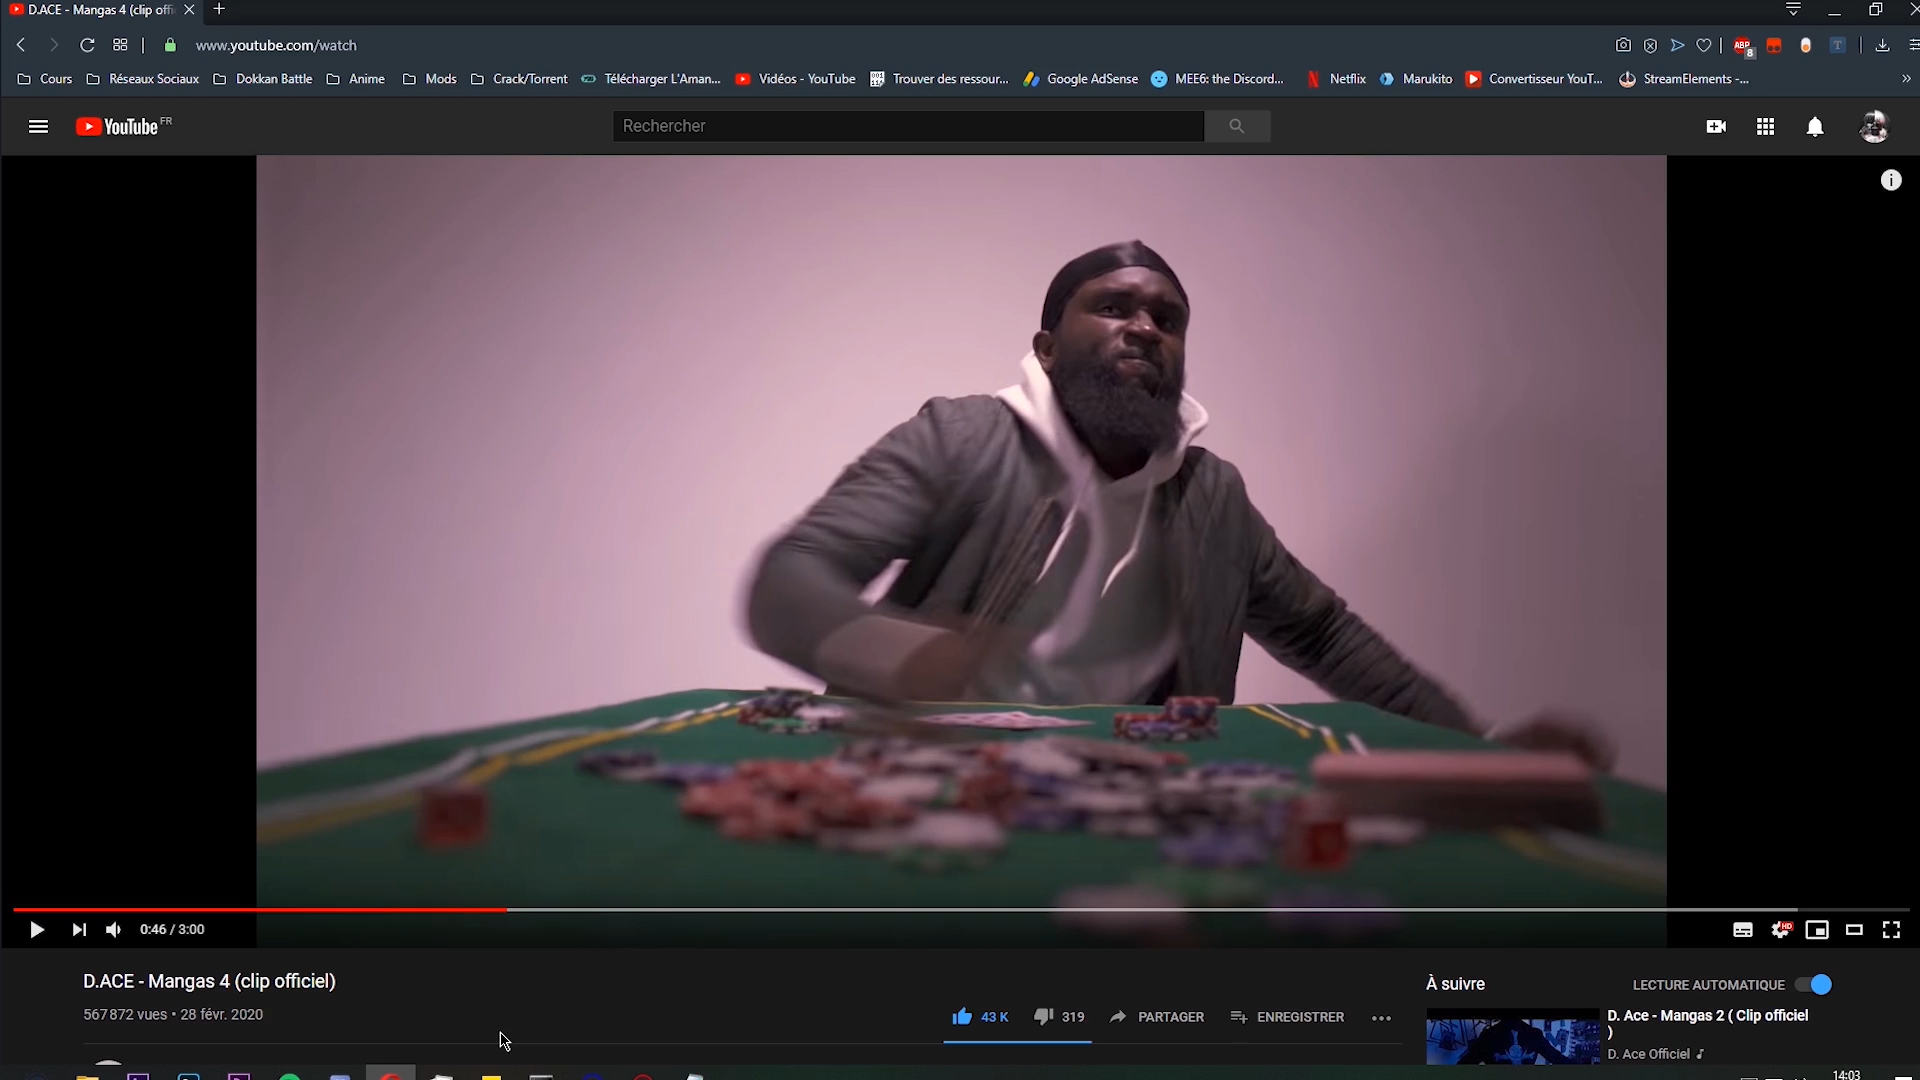 D.ACE - Mangas 4 (clip offi
www.youtube.com/watch
ABP
8
T
Cours
Réseaux Sociaux
Dokkan Battle
Anime
Mods
Crack/Torrent
Télécharger L'Aman...
Vidéos - YouTube
Trouver des ressour...
Google AdSense
MEE6: the Discord...
Netflix
Marukito
Convertisseur YouT...
StreamElements -...
YouTube FR
Rechercher
0:46 / 3:00
HD
D.ACE - Mangas 4 (clip officiel)
567 872 vues • 28 févr. 2020
43 K
319
PARTAGER
ENREGISTRER
À suivre
LECTURE AUTOMATIQUE
D. Ace - Mangas 2 ( Clip officiel
)
D. Ace Officiel
14:03